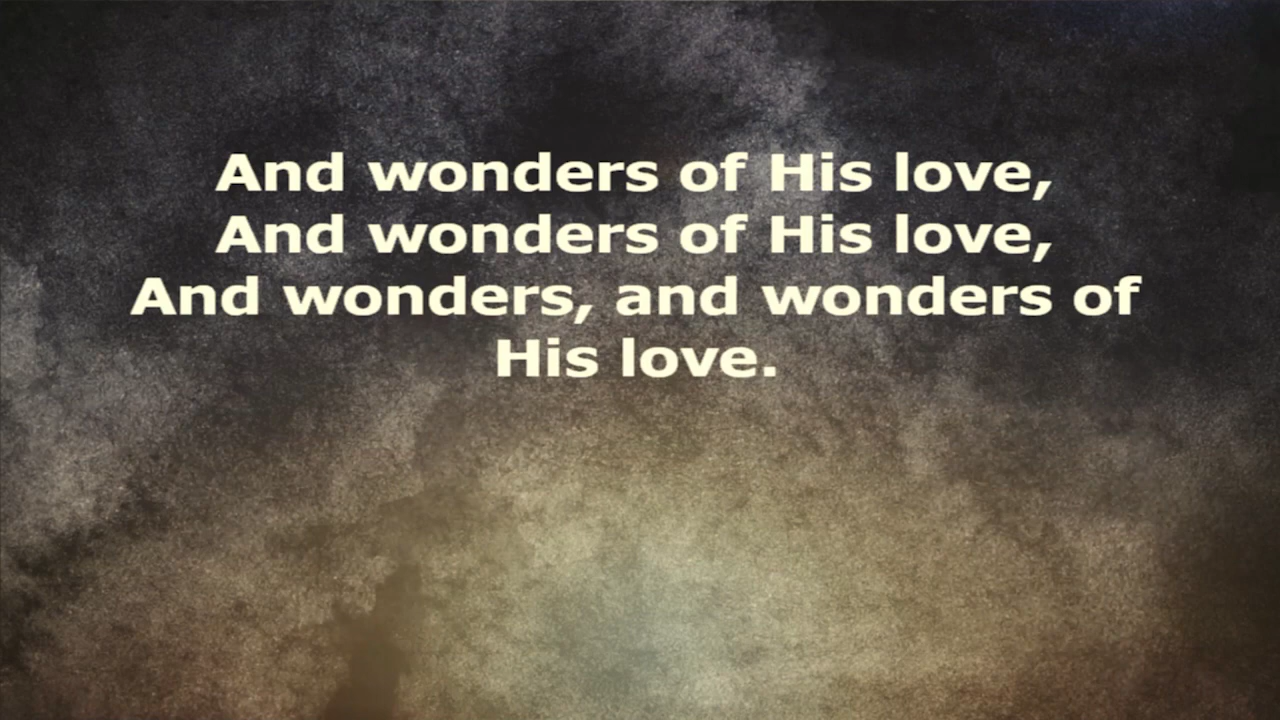 And wonders of His love,
And wonders of His love,
And wonders, and wonders of
His love.